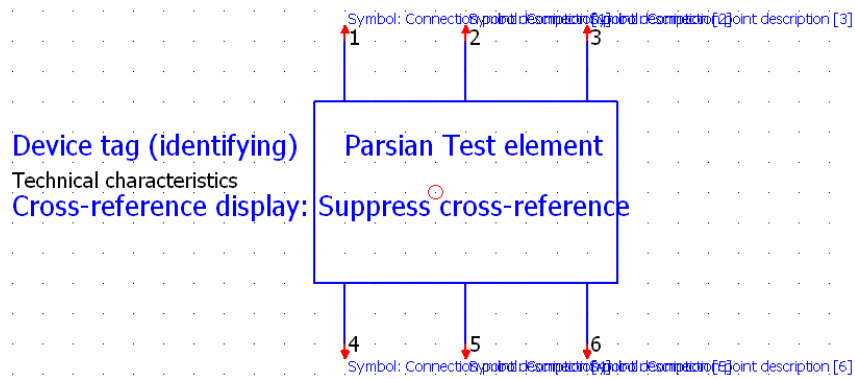 Symbol: Connection point description [3]
1 2 3
Device tag (identifying) Parsian Test element
Technical characteristics
Cross-reference display: Suppress cross-reference
4 5 6
Symbol: Connection point description [6]